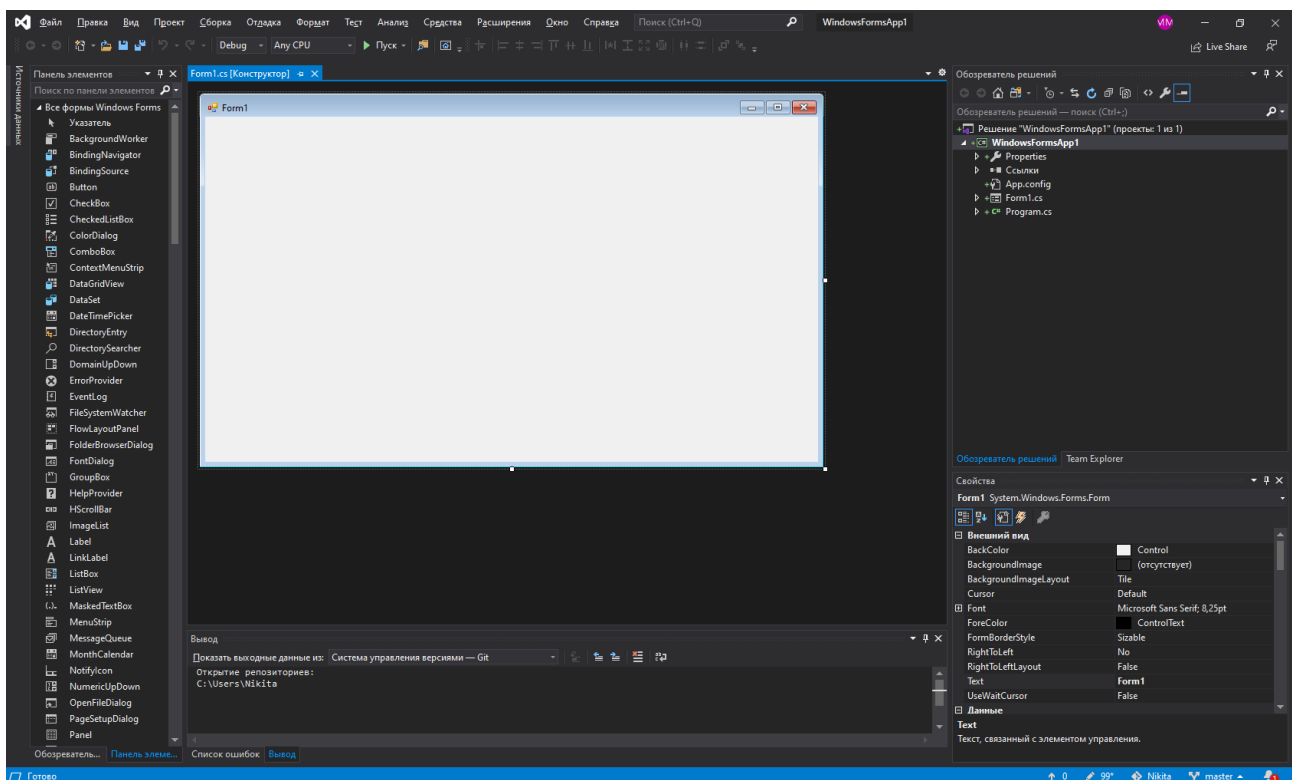 Файл Правка Вид Проект Сборка Отладка Формат Тест Анализ Средства Расширения Окно Справка Поиск (Ctrl+Q) WindowsFormsApp1
Debug Any CPU Пуск Live Share
Источники данных
Панель элементов
Поиск по панели элементов
Все формы Windows Forms
Указатель
BackgroundWorker
BindingNavigator
BindingSource
Button
CheckBox
CheckedListBox
ColorDialog
ComboBox
ContextMenuStrip
DataGridView
DataSet
DateTimePicker
DirectoryEntry
DirectorySearcher
DomainUpDown
ErrorProvider
EventLog
FileSystemWatcher
FlowLayoutPanel
FolderBrowserDialog
FontDialog
GroupBox
HelpProvider
HScrollBar
ImageList
Label
LinkLabel
ListBox
ListView
MaskedTextBox
MenuStrip
MessageQueue
MonthCalendar
NotifyIcon
NumericUpDown
OpenFileDialog
PageSetupDialog
Panel
Обозреватель... Панель элеме...
Form1.cs [Конструктор]
Form1
Вывод
Показать выходные данные из: Система управления версиями — Git
Открытие репозиториев:
C:\Users\Nikita
Список ошибок Вывод
Обозреватель решений
Обозреватель решений — поиск (Ctrl+;)
Решение "WindowsFormsApp1" (проекты: 1 из 1)
WindowsFormsApp1
Properties
Ссылки
App.config
Form1.cs
Program.cs
Обозреватель решений Team Explorer
Свойства
Form1 System.Windows.Forms.Form
Внешний вид
BackColor Control
BackgroundImage (отсутствует)
BackgroundImageLayout Tile
Cursor Default
Font Microsoft Sans Serif; 8,25pt
ForeColor ControlText
FormBorderStyle Sizable
RightToLeft No
RightToLeftLayout False
Text Form1
UseWaitCursor False
Данные
Text
Текст, связанный с элементом управления.
Готово 0 99* Nikita master